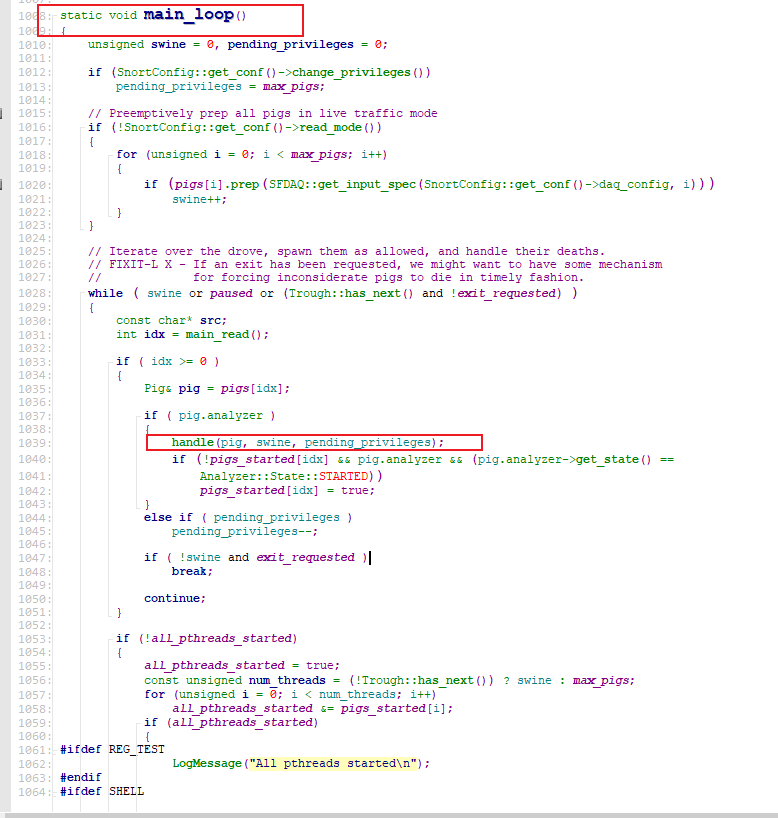 1008: static void main_loop()
1009: {
1010: unsigned swine = 0, pending_privileges = 0;
1011:
1012: if (SnortConfig::get_conf()->change_privileges())
1013: pending_privileges = max_pigs;
1014:
1015: // Preemptively prep all pigs in live traffic mode
1016: if (!SnortConfig::get_conf()->read_mode())
1017: {
1018: for (unsigned i = 0; i < max_pigs; i++)
1019: {
1020: if (pigs[i].prep(SFDAQ::get_input_spec(SnortConfig::get_conf()->daq_config, i)))
1021: swine++;
1022: }
1023: }
1024:
1025: // Iterate over the drove, spawn them as allowed, and handle their deaths.
1026: // FIXIT-L X - If an exit has been requested, we might want to have some mechanism
1027: // for forcing inconsiderate pigs to die in timely fashion.
1028: while ( swine or paused or (Trough::has_next() and !exit_requested) )
1029: {
1030: const char* src;
1031: int idx = main_read();
1032:
1033: if ( idx >= 0 )
1034: {
1035: Pig& pig = pigs[idx];
1036:
1037: if ( pig.analyzer )
1038: {
1039: handle(pig, swine, pending_privileges);
1040: if (!pigs_started[idx] && pig.analyzer && (pig.analyzer->get_state() ==
1041: Analyzer::State::STARTED))
1042: pigs_started[idx] = true;
1043: }
1044: else if ( pending_privileges )
1045: pending_privileges--;
1046:
1047: if ( !swine and exit_requested )
1048: break;
1049:
1050: continue;
1051: }
1052:
1053: if (!all_pthreads_started)
1054: {
1055: all_pthreads_started = true;
1056: const unsigned num_threads = (!Trough::has_next()) ? swine : max_pigs;
1057: for (unsigned i = 0; i < num_threads; i++)
1058: all_pthreads_started &= pigs_started[i];
1059: if (all_pthreads_started)
1060: {
1061: #ifdef REG_TEST
1062: LogMessage("All pthreads started\n");
1063: #endif
1064: #ifdef SHELL